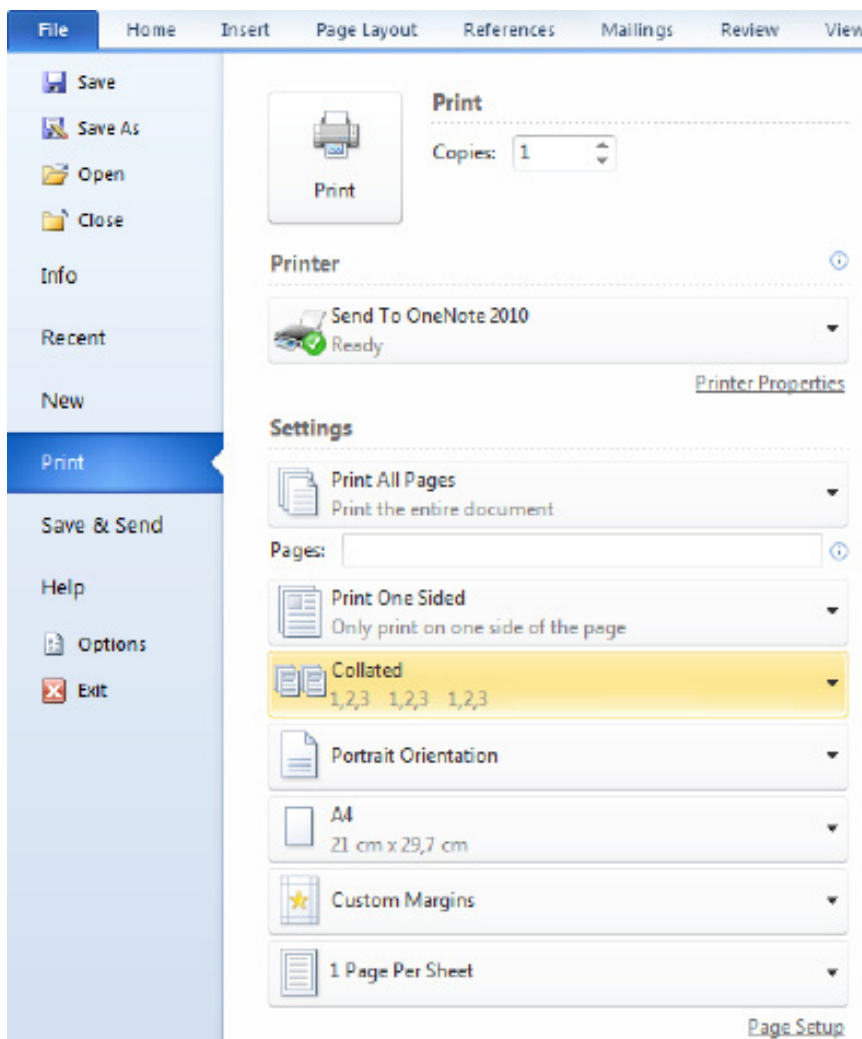 File Home Insert Page Layout References Mailings Review View
Save
Save As
Open
Close
Info
Recent
New
Print
Save & Send
Help
Options
Exit
Print
Print
Copies: 1
Printer
Send To OneNote 2010
Ready
Printer Properties
Settings
Print All Pages
Print the entire document
Pages:
Print One Sided
Only print on one side of the page
Collated
1,2,3 1,2,3 1,2,3
Portrait Orientation
A4
21 cm x 29,7 cm
Custom Margins
1 Page Per Sheet
Page Setup